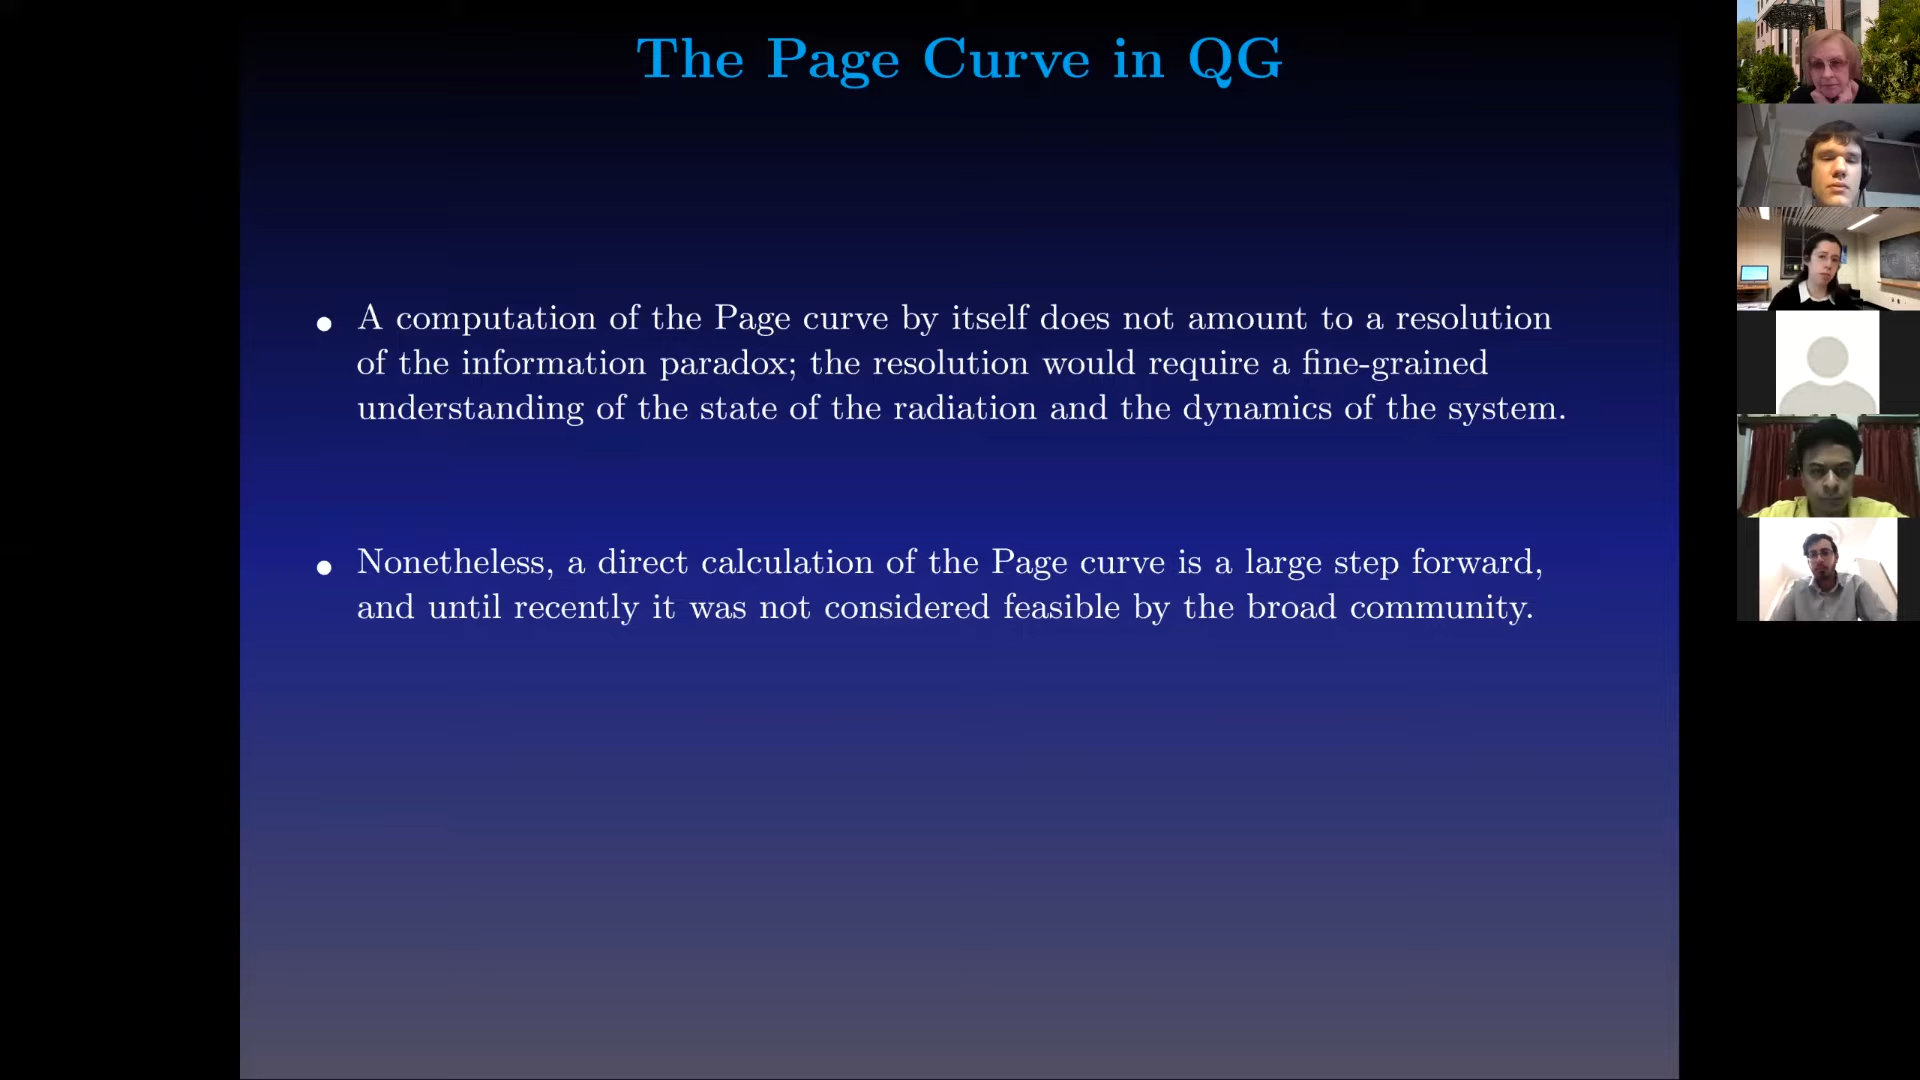 The Page Curve in QG
• A computation of the Page curve by itself does not amount to a resolution
of the information paradox; the resolution would require a fine-grained
understanding of the state of the radiation and the dynamics of the system.
• Nonetheless, a direct calculation of the Page curve is a large step forward,
and until recently it was not considered feasible by the broad community.